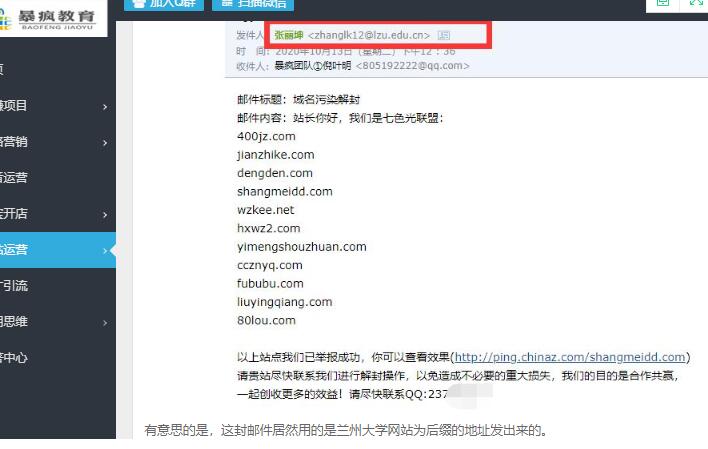 暴疯教育
BAOFENG JIAOYU
加入Q群
扫描微信
页
赚项目
络营销
音运营
宝开店
站运营
广引流
明思维
营中心
发件人：张丽坤 <zhanglk12@lzu.edu.cn>
时 间：2020年10月13日（星期二）下午12：36
收件人：暴疯团队①倪叶明 <805192222@qq.com>
邮件标题：域名污染解封
邮件内容：站长你好，我们是七色光联盟：
400jz.com
jianzhike.com
dengden.com
shangmeidd.com
wzkee.net
hxwz2.com
yimengshouzhuan.com
ccznyq.com
fububu.com
liuyingqiang.com
80lou.com
以上站点我们已举报成功，你可以查看效果(http://ping.chinaz.com/shangmeidd.com)
请贵站尽快联系我们进行解封操作，以免造成不必要的重大损失，我们的目的是合作共赢，
一起创收更多的效益！请尽快联系QQ:237
有意思的是，这封邮件居然用的是兰州大学网站为后缀的地址发出来的。